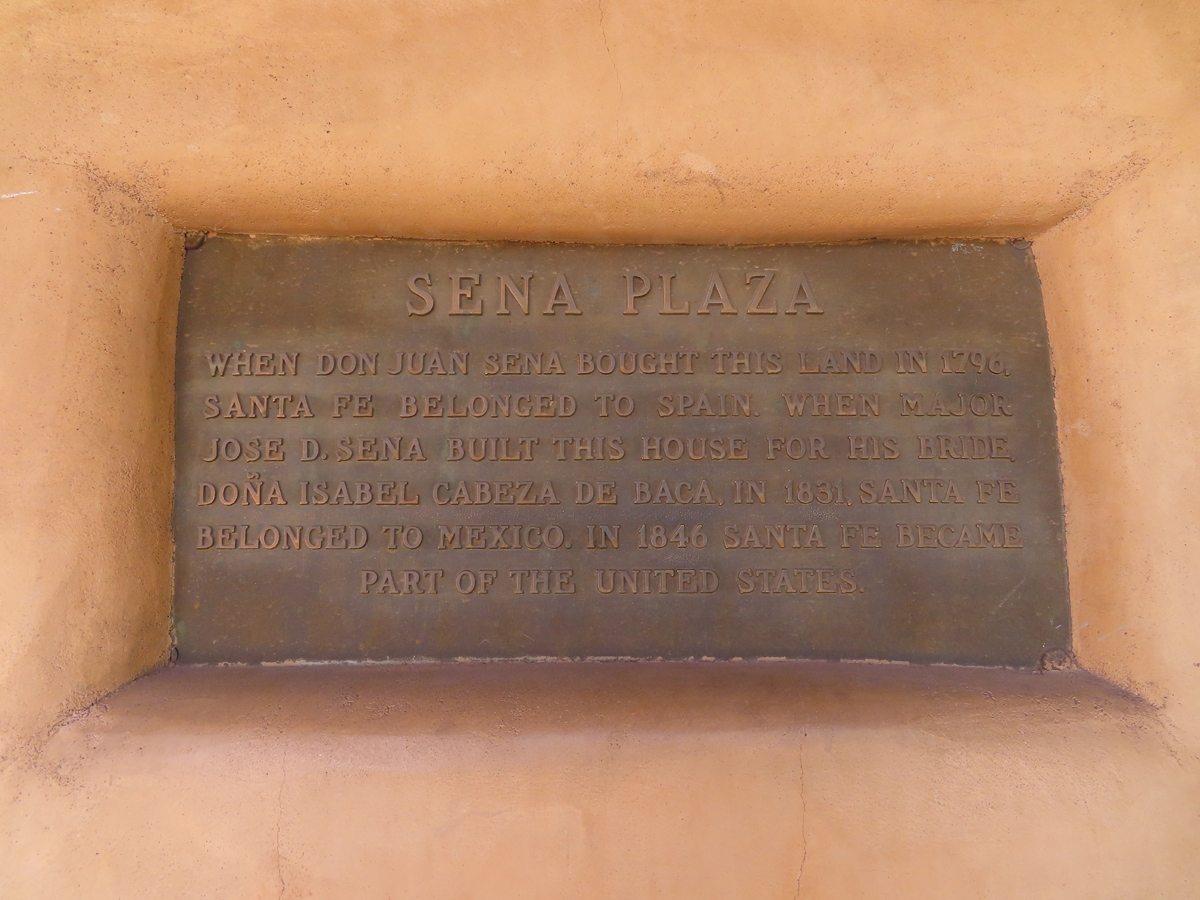 SENA PLAZA
WHEN DON JUAN SENA BOUGHT THIS LAND IN 1796,
SANTA FE BELONGED TO SPAIN. WHEN MAJOR
JOSE D. SENA BUILT THIS HOUSE FOR HIS BRIDE,
DOÑA ISABEL CABEZA DE BACA, IN 1831, SANTA FE
BELONGED TO MEXICO. IN 1846 SANTA FE BECAME
PART OF THE UNITED STATES.